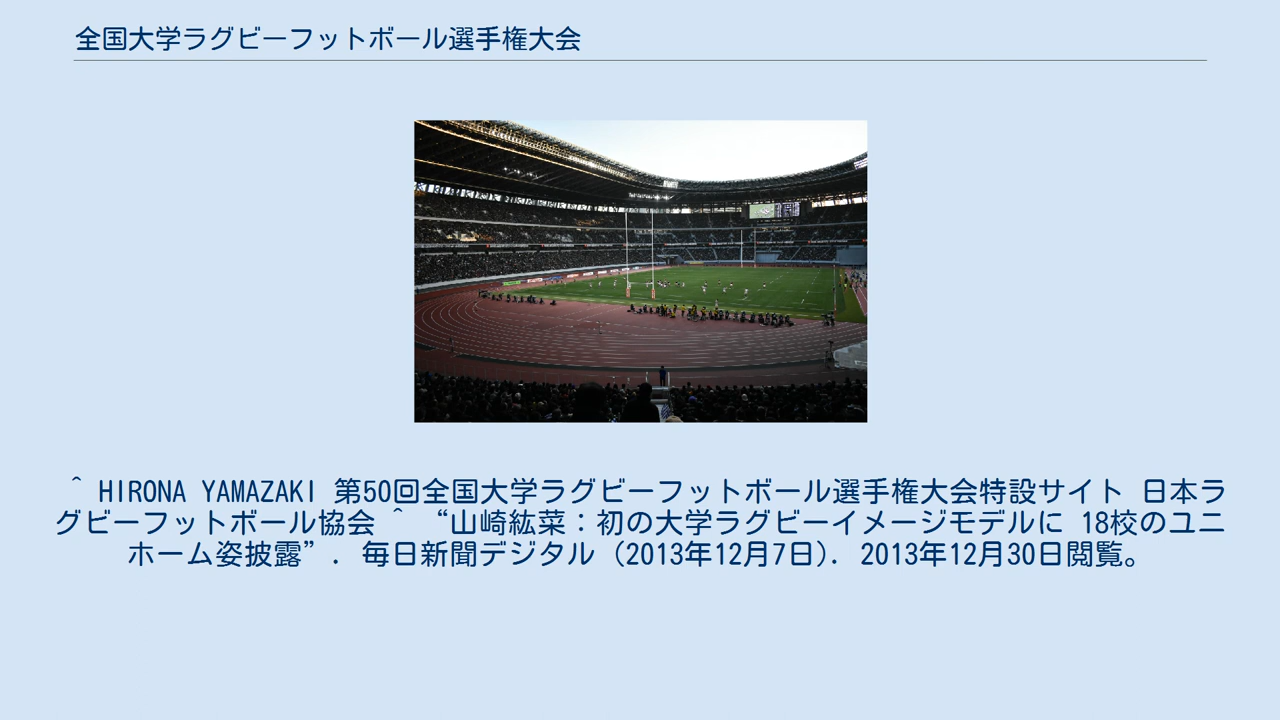 全国大学ラグビーフットボール選手権大会
^ HIRONA YAMAZAKI 第50回全国大学ラグビーフットボール選手権大会特設サイト 日本ラ
グビーフットボール協会 ^ “山崎紘菜：初の大学ラグビーイメージモデルに 18校のユニ
ホーム姿披露”. 毎日新聞デジタル (2013年12月7日). 2013年12月30日閲覧。